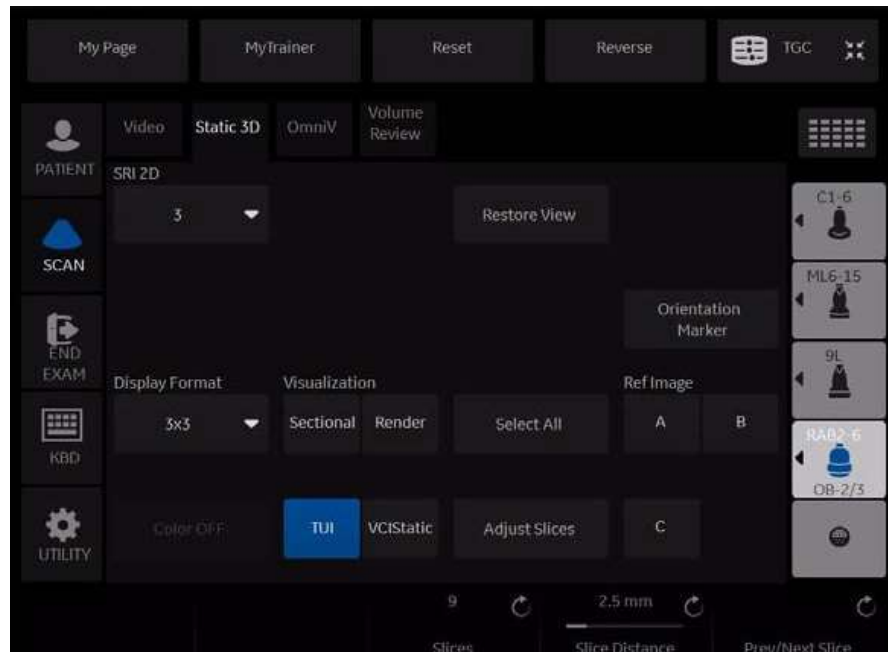 My Page MyTrainer Reset Reverse TGC
PATIENT
Video Static 3D OmniV Volume Review
SRI 2D
3 Restore View
C1-6
SCAN
ML6-15
Orientation Marker
END EXAM
9L
Display Format Visualization Ref Image
3x3 Sectional Render Select All A B
KBD
RAB2-6
OB-2/3
Color OFF TUI VCIStatic Adjust Slices C
UTILITY
9 2.5 mm
Slices Slice Distance Prev/Next Slice